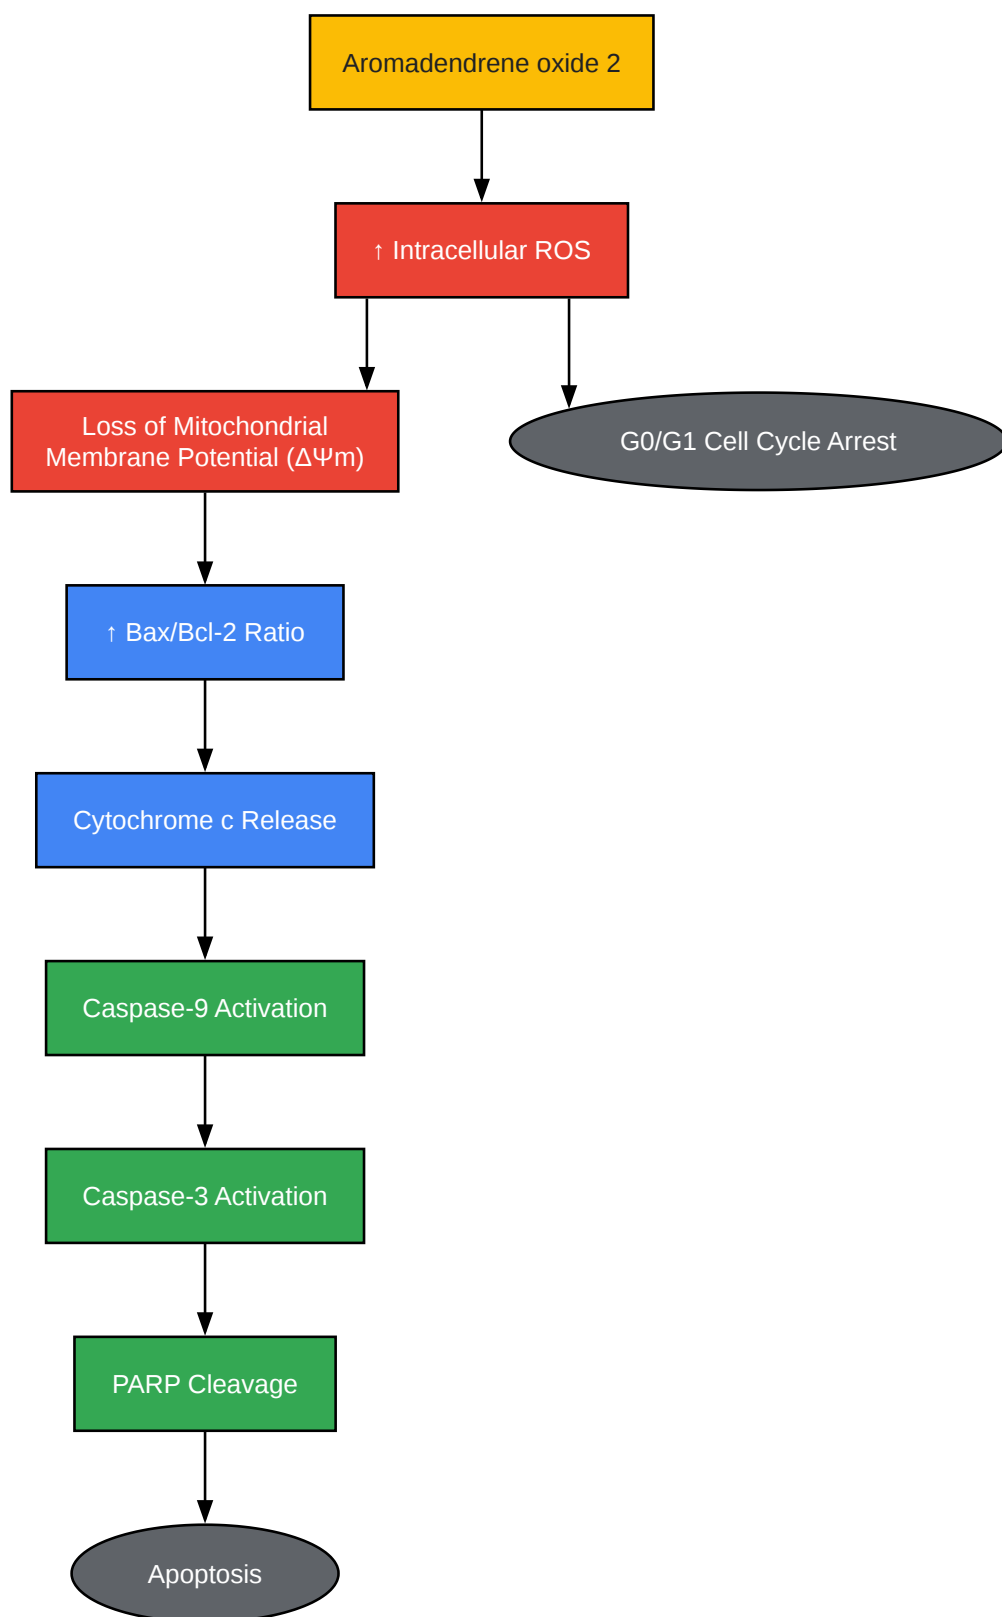 Aromadendrene oxide 2
↑ Intracellular ROS
Loss of Mitochondrial
Membrane Potential (ΔΨm)
G0/G1 Cell Cycle Arrest
↑ Bax/Bcl-2 Ratio
Cytochrome c Release
Caspase-9 Activation
Caspase-3 Activation
PARP Cleavage
Apoptosis